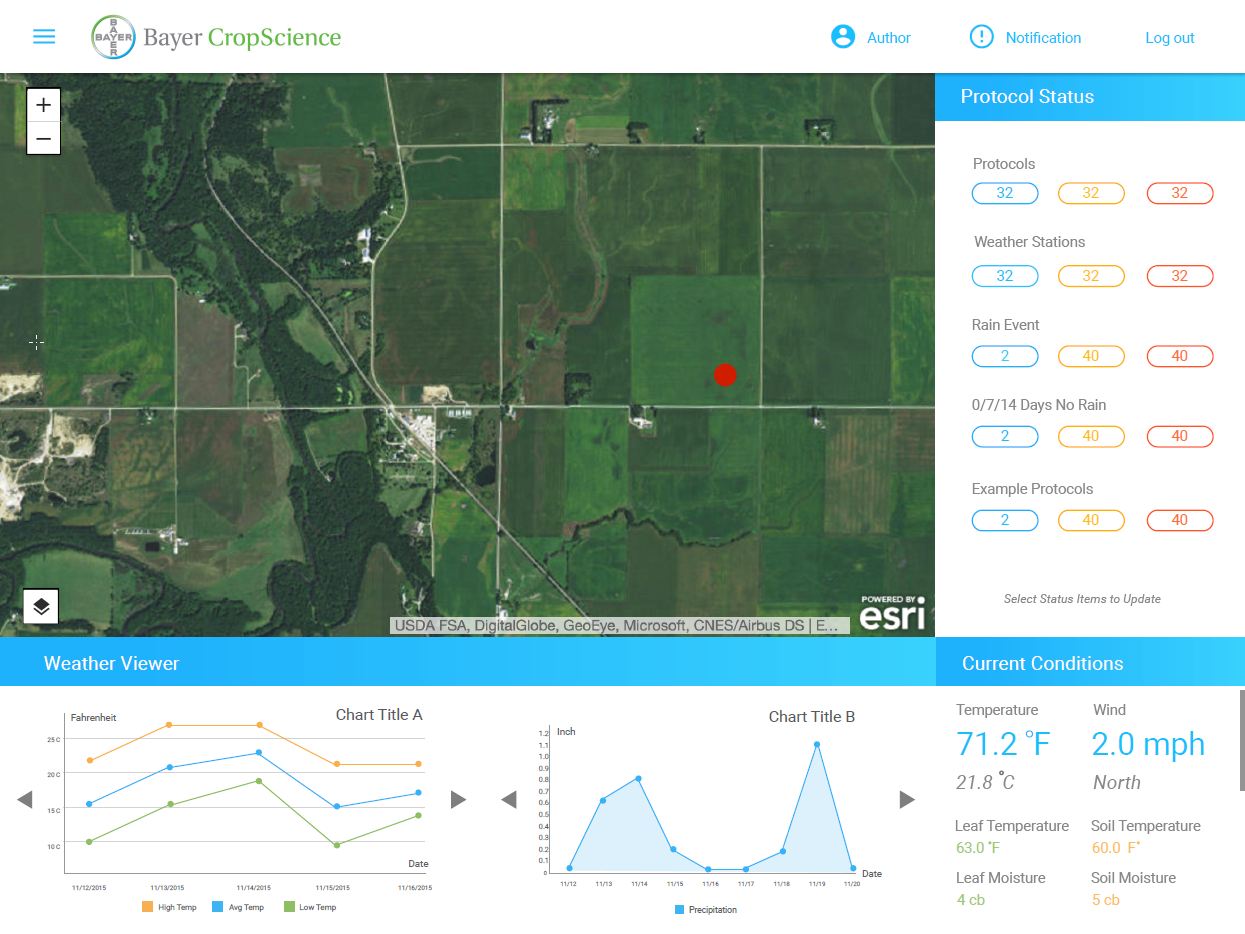 BAYER
BAYER
Bayer CropScience
Author
Notification
Log out
+
−
USDA FSA, DigitalGlobe, GeoEye, Microsoft, CNES/Airbus DS | E...
POWERED BY
esri
Protocol Status
Protocols
32 32 32
Weather Stations
32 32 32
Rain Event
2 40 40
0/7/14 Days No Rain
2 40 40
Example Protocols
2 40 40
Select Status Items to Update
Weather Viewer
Fahrenheit
Chart Title A
25 C
20 C
15 C
10 C
Date
11/12/2015 11/13/2015 11/14/2015 11/15/2015 11/16/2015
High Temp Avg Temp Low Temp
Chart Title B
Inch
1.2
1.1
1.0
0.9
0.8
0.7
0.6
0.5
0.4
0.3
0.2
0.1
0
Date
11/12 11/13 11/14 11/15 11/16 11/17 11/18 11/19 11/20
Precipitation
Current Conditions
Temperature Wind
71.2 °F 2.0 mph
21.8 °C North
Leaf Temperature Soil Temperature
63.0 °F 60.0 F°
Leaf Moisture Soil Moisture
4 cb 5 cb